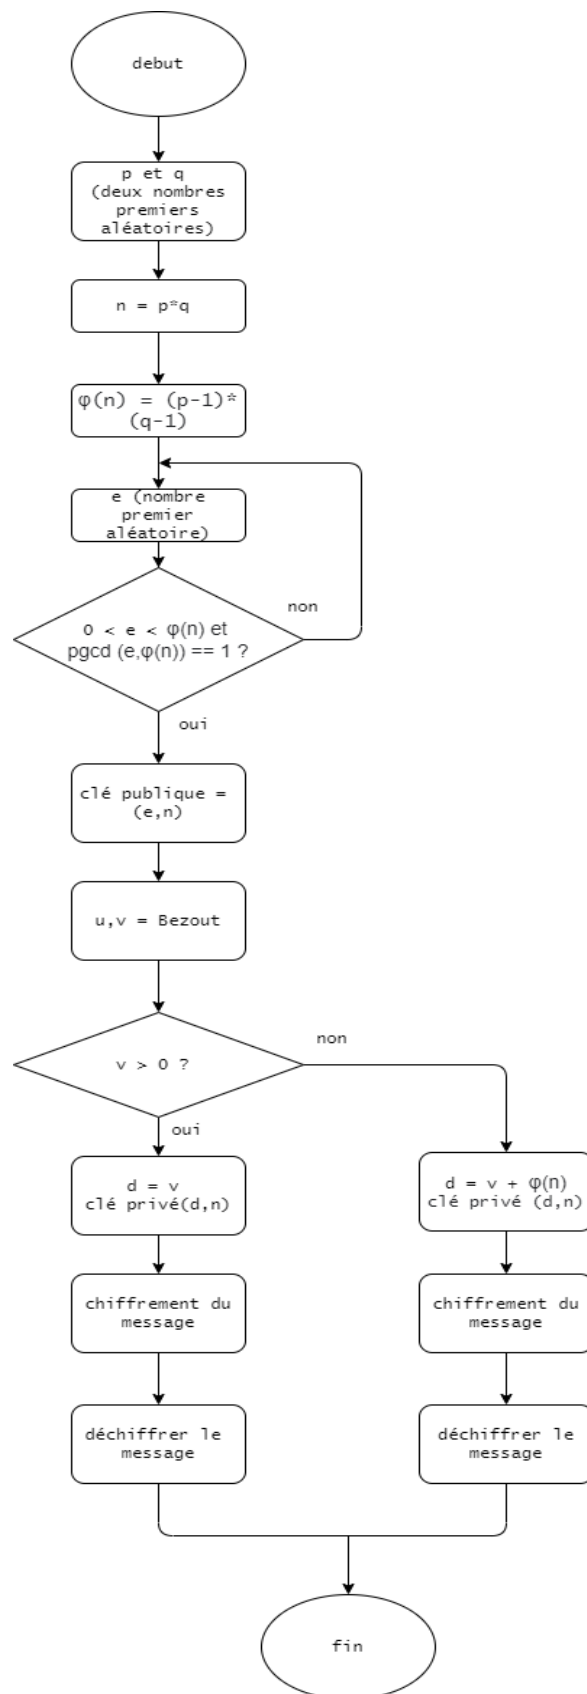 debut
p et q
(deux nombres
premiers
aléatoires)
n = p*q
φ(n) = (p-1)*
(q-1)
e (nombre
premier
aléatoire)
non
0 < e < φ(n) et
pgcd (e,φ(n)) == 1 ?
oui
clé publique =
(e,n)
u,v = Bezout
non
v > 0 ?
oui
d = v
clé privé(d,n)
d = v + φ(n)
clé privé (d,n)
chiffrement du
message
chiffrement du
message
déchiffrer le
message
déchiffrer le
message
fin